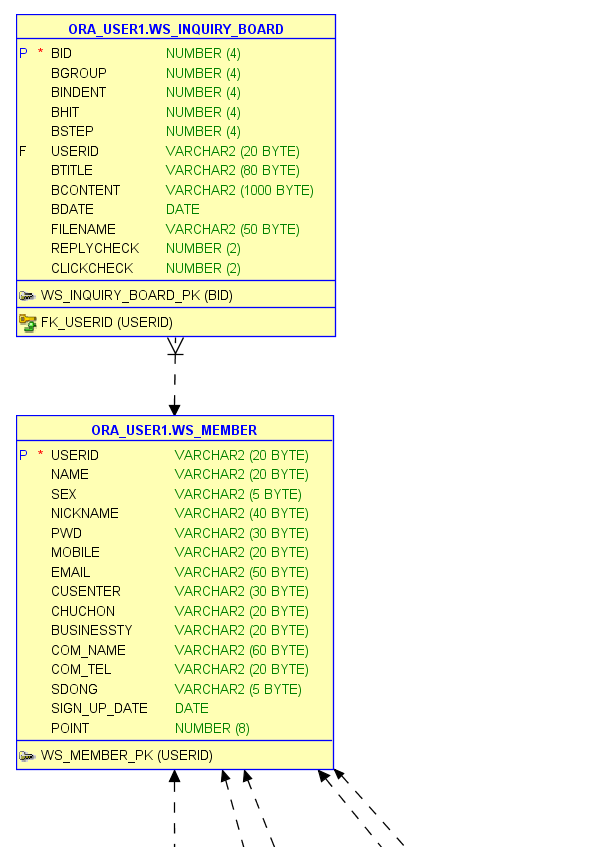 ORA_USER1.WS_INQUIRY_BOARD
P * BID NUMBER (4)
BGROUP NUMBER (4)
BINDENT NUMBER (4)
BHIT NUMBER (4)
BSTEP NUMBER (4)
F USERID VARCHAR2 (20 BYTE)
BTITLE VARCHAR2 (80 BYTE)
BCONTENT VARCHAR2 (1000 BYTE)
BDATE DATE
FILENAME VARCHAR2 (50 BYTE)
REPLYCHECK NUMBER (2)
CLICKCHECK NUMBER (2)
WS_INQUIRY_BOARD_PK (BID)
FK_USERID (USERID)
ORA_USER1.WS_MEMBER
P * USERID VARCHAR2 (20 BYTE)
NAME VARCHAR2 (20 BYTE)
SEX VARCHAR2 (5 BYTE)
NICKNAME VARCHAR2 (40 BYTE)
PWD VARCHAR2 (30 BYTE)
MOBILE VARCHAR2 (20 BYTE)
EMAIL VARCHAR2 (50 BYTE)
CUSENTER VARCHAR2 (30 BYTE)
CHUCHON VARCHAR2 (20 BYTE)
BUSINESSTY VARCHAR2 (20 BYTE)
COM_NAME VARCHAR2 (60 BYTE)
COM_TEL VARCHAR2 (20 BYTE)
SDONG VARCHAR2 (5 BYTE)
SIGN_UP_DATE DATE
POINT NUMBER (8)
WS_MEMBER_PK (USERID)